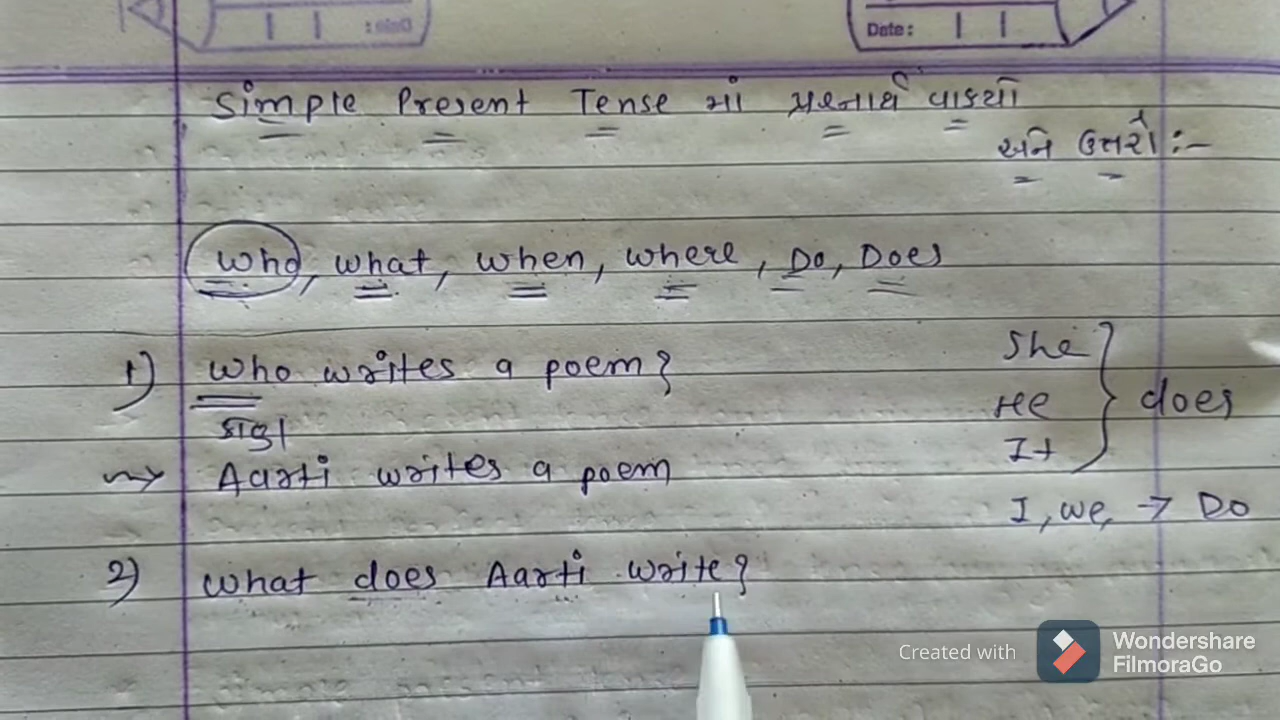 Date:
Simple Present Tense માં પ્રશ્નાર્થ વાક્યો
અને ઉત્તરો:-
Who, what, when, where, Do, Does
1) Who writes a poem?
She
He
It
does
Aarti writes a poem
I, we, → Do
2) What does Aarti write?
Created with
Wondershare
FilmoraGo